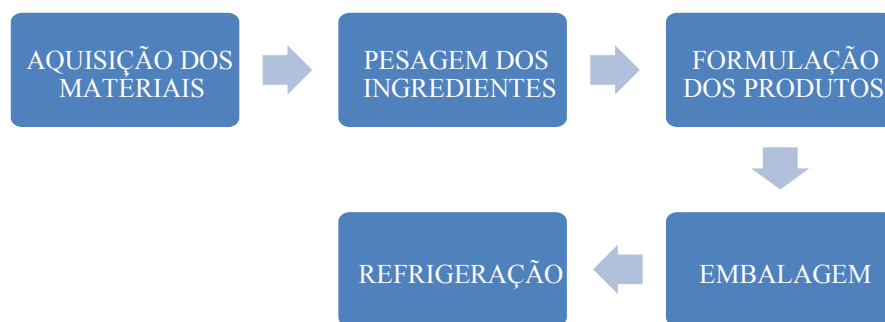 AQUISIÇÃO DOS
MATERIAIS
PESAGEM DOS
INGREDIENTES
FORMULAÇÃO
DOS PRODUTOS
EMBALAGEM
REFRIGERAÇÃO